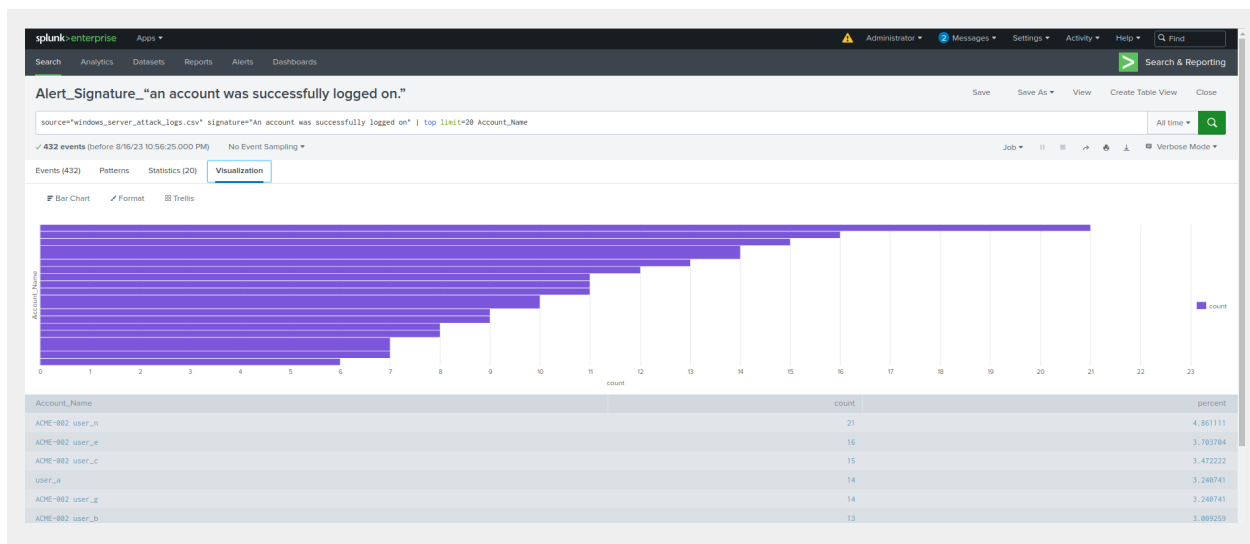 splunk>enterprise Apps Administrator 2 Messages Settings Activity Help Find
Search Analytics Datasets Reports Alerts Dashboards Search & Reporting
Alert_Signature_“an account was successfully logged on.” Save Save As View Create Table View Close
source="windows_server_attack_logs.csv" signature="An account was successfully logged on" | top limit=20 Account_Name All time
432 events (before 8/16/23 10:56:25.000 PM) No Event Sampling Job Verbose Mode
Events (432) Patterns Statistics (20) Visualization
Bar Chart Format Trellis
Account_Name
count
0 1 2 3 4 5 6 7 8 9 10 11 12 13 14 15 16 17 18 19 20 21 22 23
count
Account_Name count percent
ACME-002 user_n 21 4.861111
ACME-002 user_e 16 3.703704
ACME-002 user_c 15 3.472222
user_a 14 3.240741
ACME-002 user_g 14 3.240741
ACME-002 user_b 13 3.009259